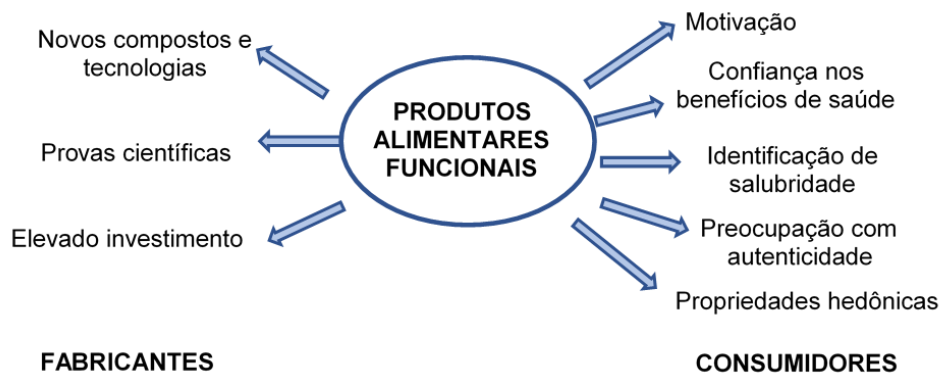 Novos compostos e
tecnologias
Provas científicas
Elevado investimento
FABRICANTES
PRODUTOS
ALIMENTARES
FUNCIONAIS
Motivação
Confiança nos
benefícios de saúde
Identificação de
salubridade
Preocupação com
autenticidade
Propriedades hedônicas
CONSUMIDORES